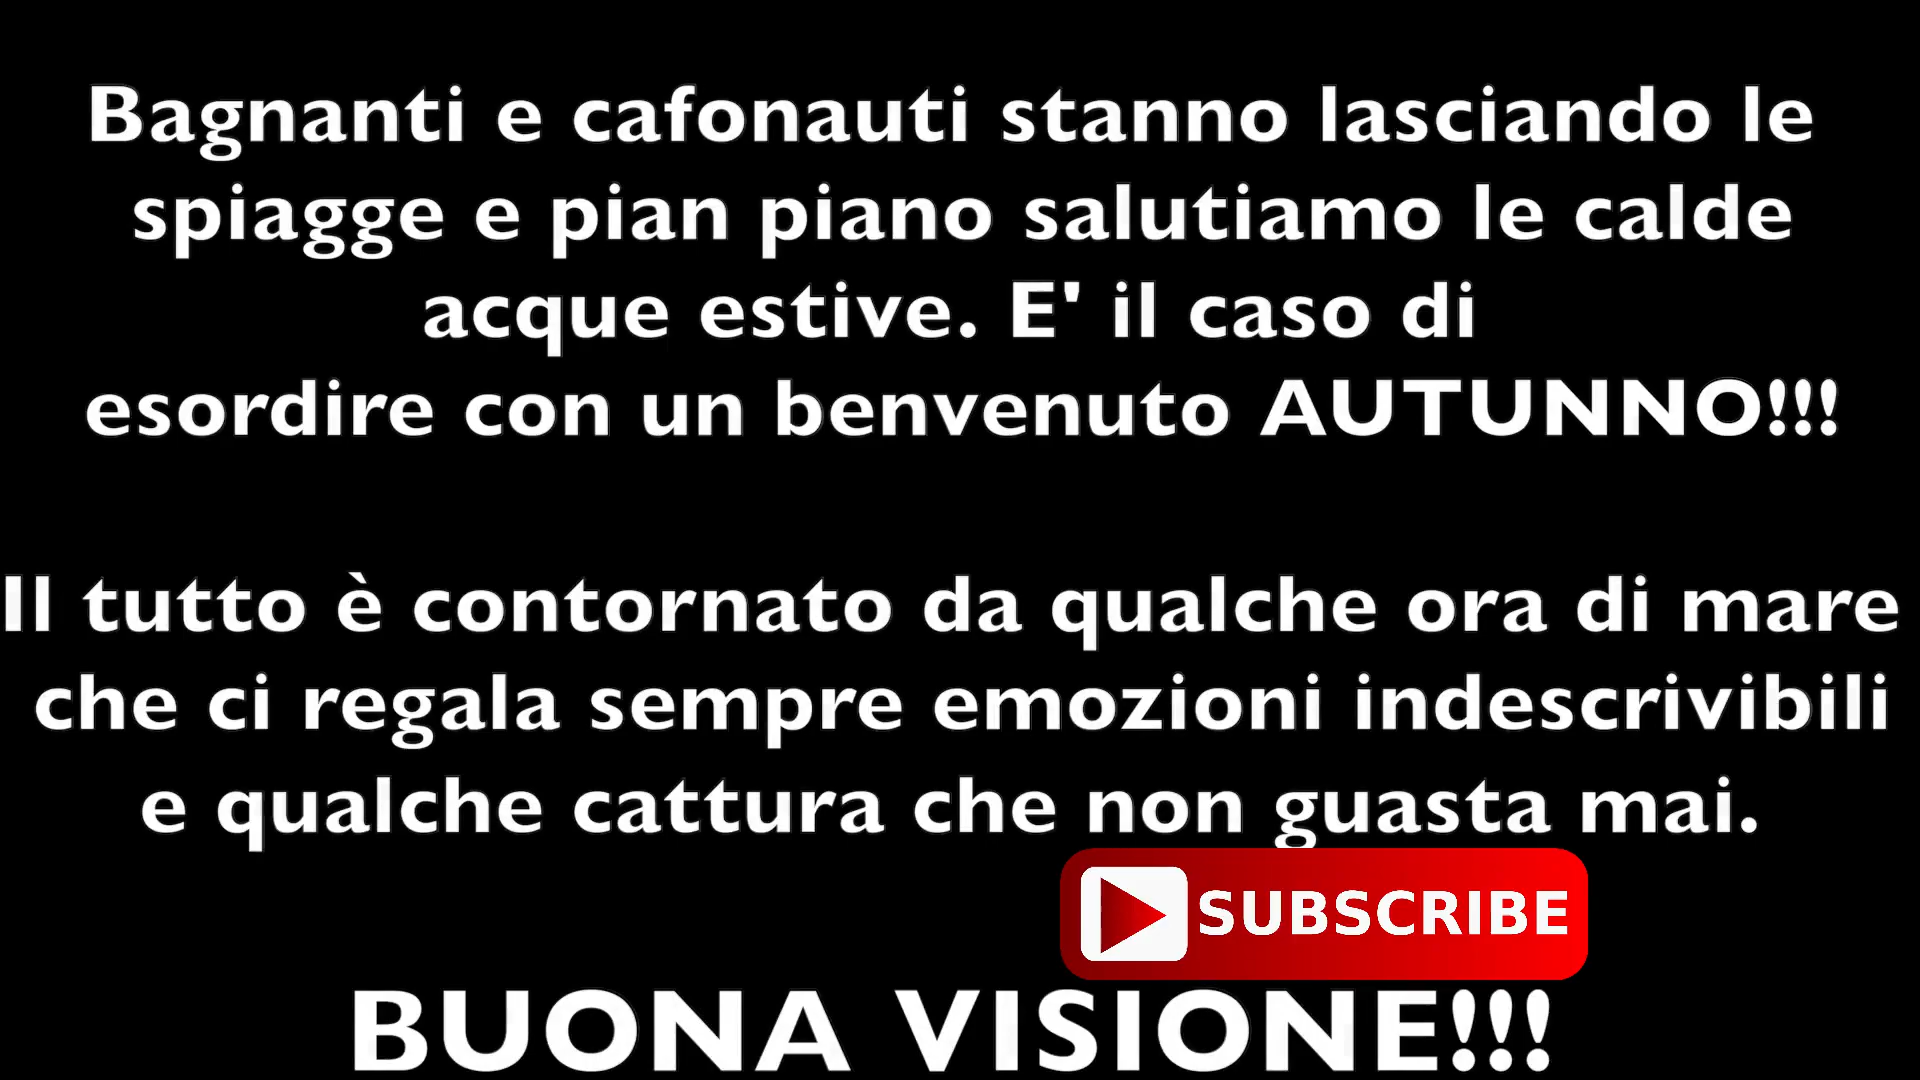 Bagnanti e cafonauti stanno lasciando le
spiagge e pian piano salutiamo le calde
acque estive. E' il caso di
esordire con un benvenuto AUTUNNO!!!
Il tutto è contornato da qualche ora di mare
che ci regala sempre emozioni indescrivibili
e qualche cattura che non guasta mai.
SUBSCRIBE
BUONA VISIONE!!!